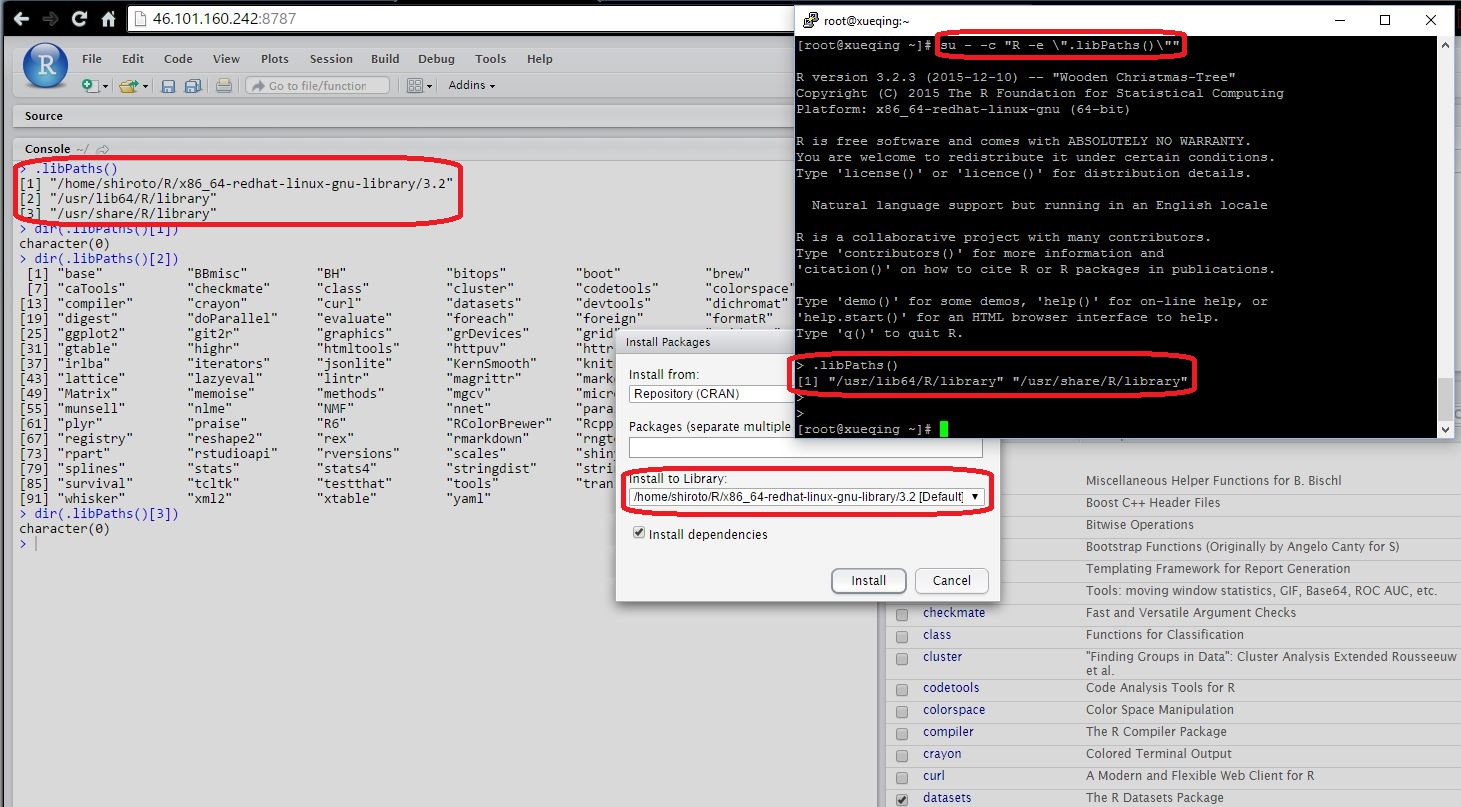 46.101.160.242:8787
R
File Edit Code View Plots Session Build Debug Tools Help
Go to file/function
Addins
Source
Console ~/
> .libPaths()
[1] "/home/shiroto/R/x86_64-redhat-linux-gnu-library/3.2"
[2] "/usr/lib64/R/library"
[3] "/usr/share/R/library"
> dir(.libPaths()[1])
character(0)
> dir(.libPaths()[2])
[1] "base" "BBmisc" "BH" "bitops" "boot" "brew"
[7] "caTools" "checkmate" "class" "cluster" "codetools" "colorspace"
[13] "compiler" "crayon" "curl" "datasets" "devtools" "dichromat"
[19] "digest" "doParallel" "evaluate" "foreach" "foreign" "formatR"
[25] "ggplot2" "git2r" "graphics" "grDevices" "grid"
[31] "gtable" "highr" "htmltools" "httpuv" "httr
[37] "irlba" "iterators" "jsonlite" "KernSmooth" "knit
[43] "lattice" "lazyeval" "lintr" "magrittr" "mark
[49] "Matrix" "memoise" "methods" "mgcv" "micr
[55] "munsell" "nlme" "NMF" "nnet" "para
[61] "plyr" "praise" "R6" "RColorBrewer" "Rcpp
[67] "registry" "reshape2" "rex" "rmarkdown" "rngto
[73] "rpart" "rstudioapi" "rversions" "scales" "shin
[79] "splines" "stats" "stats4" "stringdist" "stri
[85] "survival" "tcltk" "testthat" "tools" "tran
[91] "whisker" "xml2" "xtable" "yaml"
> dir(.libPaths()[3])
character(0)
>
Install Packages
Install from:
Repository (CRAN)
Packages (separate multiple
Install to Library:
/home/shiroto/R/x86_64-redhat-linux-gnu-library/3.2 [Default]
Install dependencies
Install Cancel
root@xueqing:~
[root@xueqing ~]# su - -c "R -e \".libPaths()\""
R version 3.2.3 (2015-12-10) -- "Wooden Christmas-Tree"
Copyright (C) 2015 The R Foundation for Statistical Computing
Platform: x86_64-redhat-linux-gnu (64-bit)
R is free software and comes with ABSOLUTELY NO WARRANTY.
You are welcome to redistribute it under certain conditions.
Type 'license()' or 'licence()' for distribution details.
Natural language support but running in an English locale
R is a collaborative project with many contributors.
Type 'contributors()' for more information and
'citation()' on how to cite R or R packages in publications.
Type 'demo()' for some demos, 'help()' for on-line help, or
'help.start()' for an HTML browser interface to help.
Type 'q()' to quit R.
> .libPaths()
[1] "/usr/lib64/R/library" "/usr/share/R/library"
>
>
[root@xueqing ~]#
Miscellaneous Helper Functions for B. Bischl
Boost C++ Header Files
Bitwise Operations
Bootstrap Functions (Originally by Angelo Canty for S)
Templating Framework for Report Generation
Tools: moving window statistics, GIF, Base64, ROC AUC, etc.
checkmate Fast and Versatile Argument Checks
class Functions for Classification
cluster "Finding Groups in Data": Cluster Analysis Extended Rousseeuw
et al.
codetools Code Analysis Tools for R
colorspace Color Space Manipulation
compiler The R Compiler Package
crayon Colored Terminal Output
curl A Modern and Flexible Web Client for R
datasets The R Datasets Package